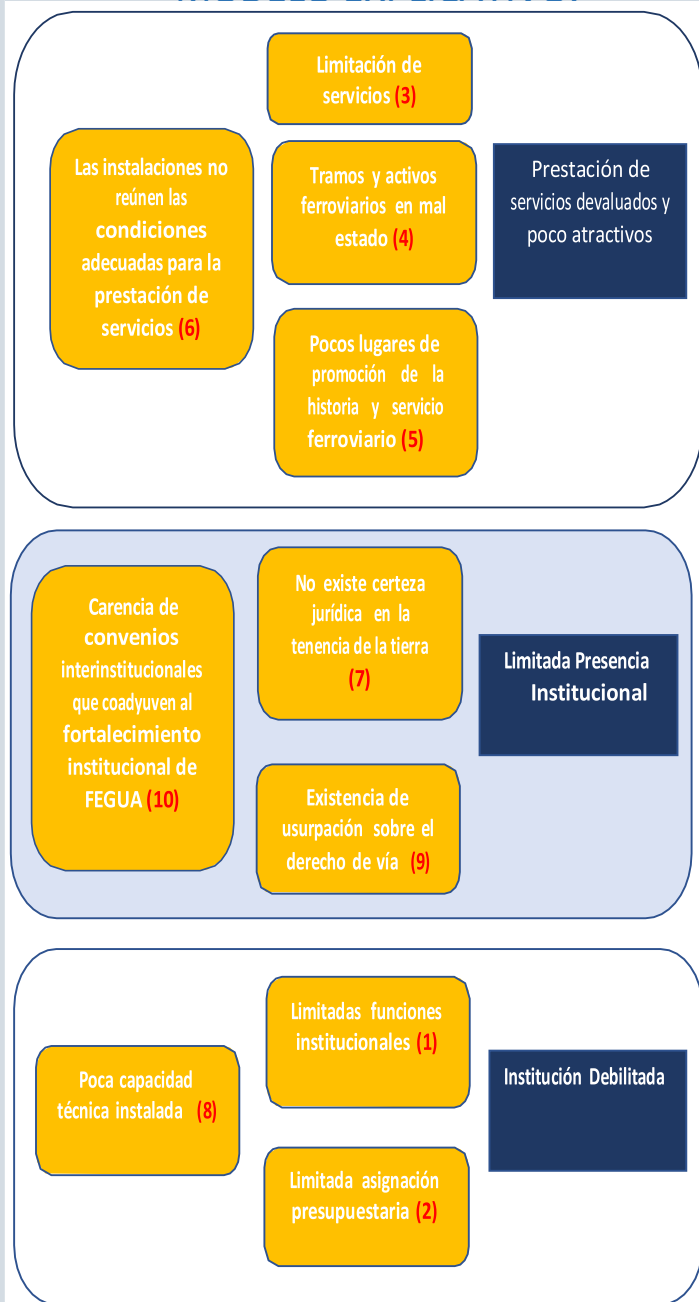 MODELO EXPLICATIVO:
Limitación de
servicios (3)
Las instalaciones no
reúnen las
condiciones
adecuadas para la
prestación de
servicios (6)
Tramos y activos
ferroviarios en mal
estado (4)
Prestación de
servicios devaluados y
poco atractivos
Pocos lugares de
promoción de la
historia y servicio
ferroviario (5)
Carencia de
convenios
interinstitucionales
que coadyuven al
fortalecimiento
institucional de
FEGUA (10)
No existe certeza
jurídica en la
tenencia de la tierra
(7)
Limitada Presencia
Institucional
Existencia de
usurpación sobre el
derecho de vía (9)
Limitadas funciones
institucionales (1)
Poca capacidad
técnica instalada (8)
Institución Debilitada
Limitada asignación
presupuestaria (2)